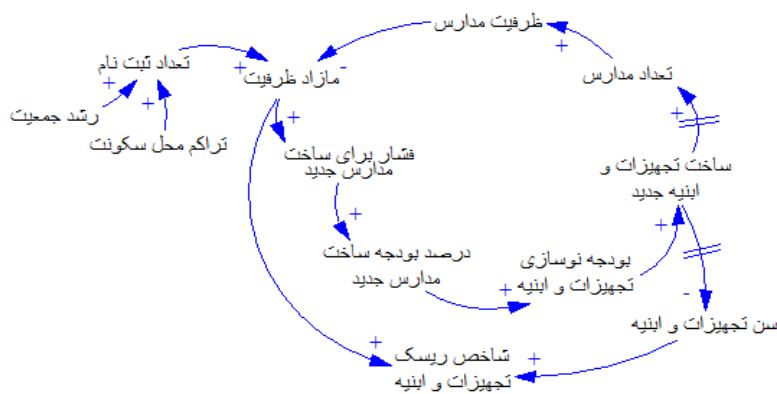 ظرفیت مدارس
تعداد ثبت نام
مازاد ظرفیت
تعداد مدارس
رشد جمعیت
تراکم محل سکونت
فشار برای ساخت
مدارس جدید
ساخت تجهیزات و
ابنیه جدید
درصد بودجه ساخت
مدارس جدید
بودجه نوسازی
تجهیزات و ابنیه
سن تجهیزات و ابنیه
شاخص ریسک
تجهیزات و ابنیه